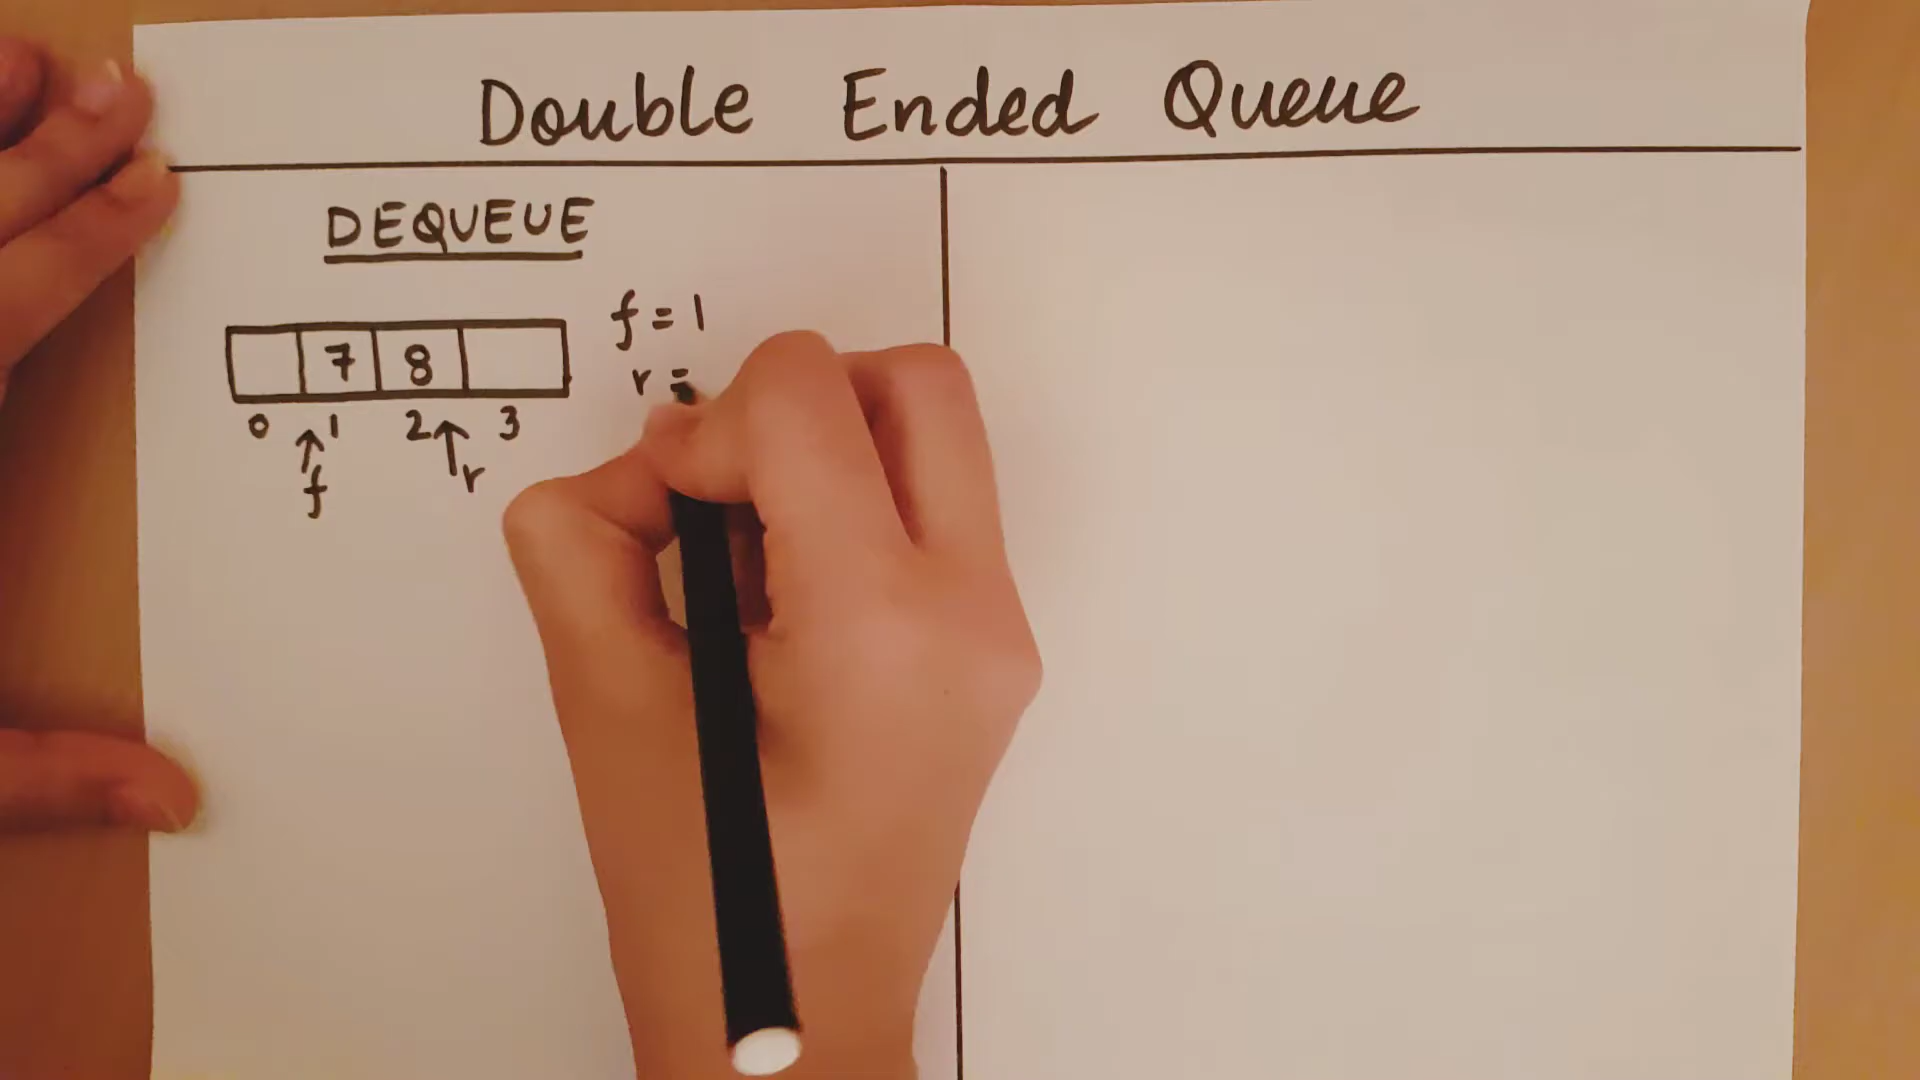 Double Ended Queue
DEQUEUE
7 8
0 1 2 3
f r
f = 1
r =